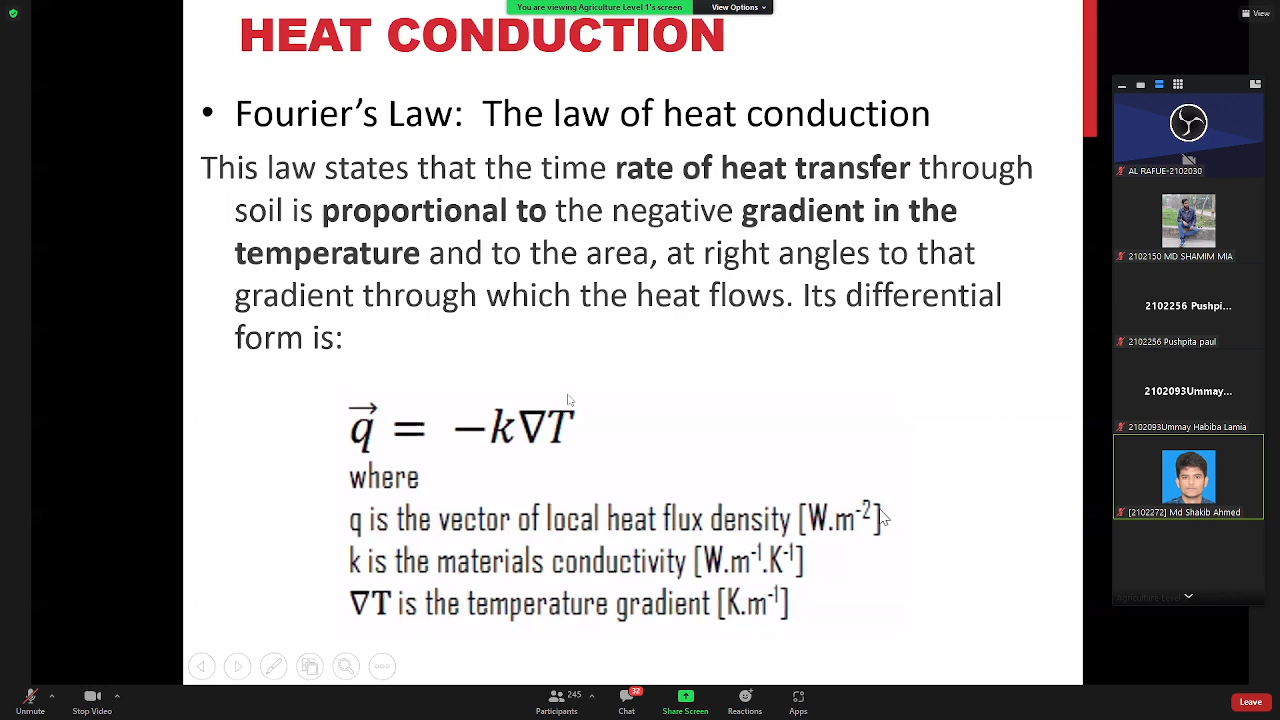 You are viewing Agriculture Level 1's screen
View Options
View
HEAT CONDUCTION
• Fourier's Law: The law of heat conduction
This law states that the time rate of heat transfer through
soil is proportional to the negative gradient in the
temperature and to the area, at right angles to that
gradient through which the heat flows. Its differential
form is:
q⃗ = −k∇T
where
q is the vector of local heat flux density [W.m⁻²]
k is the materials conductivity [W.m⁻¹.K⁻¹]
∇T is the temperature gradient [K.m⁻¹]
AL RAFUE-2102030
2102150 MD SHAMIM MIA
2102256 Pushpi...
2102256 Pushpita paul
2102093Ummay...
2102093Ummay Habiba Lamia
[2102272] Md Shakib Ahmed
Agriculture Level
Unmute
Stop Video
245
Participants
32
Chat
Share Screen
Reactions
Apps
Leave